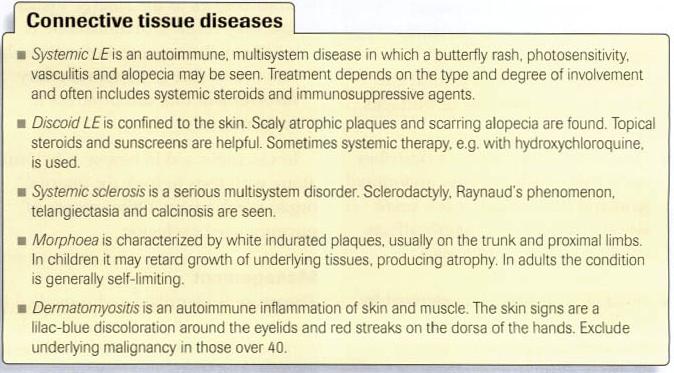 Connective tissue diseases
■ Systemic LE is an autoimmune, multisystem disease in which a butterfly rash, photosensitivity,
vasculitis and alopecia may be seen. Treatment depends on the type and degree of involvement
and often includes systemic steroids and immunosuppressive agents.
■ Discoid LE is confined to the skin. Scaly atrophic plaques and scarring alopecia are found. Topical
steroids and sunscreens are helpful. Sometimes systemic therapy, e.g. with hydroxychloroquine,
is used.
■ Systemic sclerosis is a serious multisystem disorder. Sclerodactyly, Raynaud's phenomenon,
telangiectasia and calcinosis are seen.
■ Morphoea is characterized by white indurated plaques, usually on the trunk and proximal limbs.
In children it may retard growth of underlying tissues, producing atrophy. In adults the condition
is generally self-limiting.
■ Dermatomyositis is an autoimmune inflammation of skin and muscle. The skin signs are a
lilac-blue discoloration around the eyelids and red streaks on the dorsa of the hands. Exclude
underlying malignancy in those over 40.